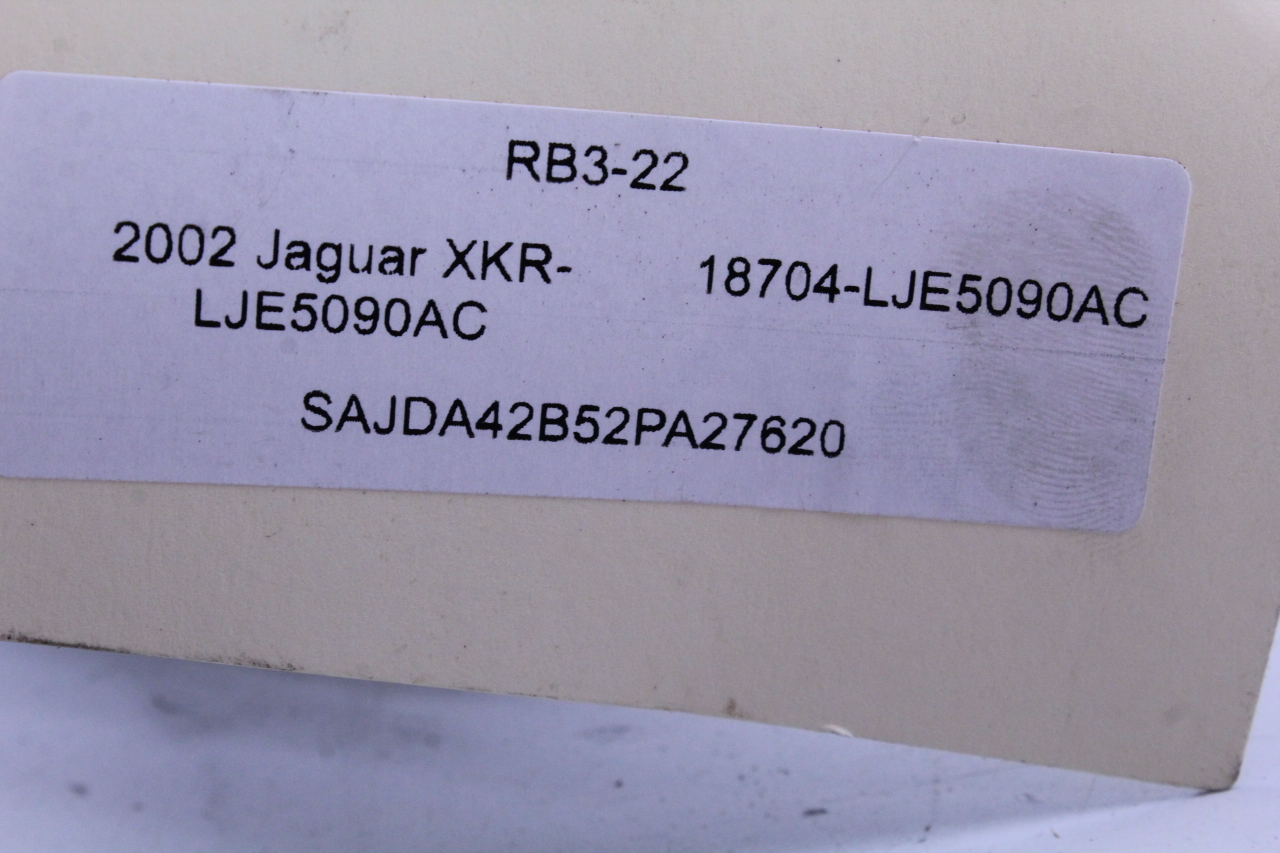 RB3-22
2002 Jaguar XKR-
LJE5090AC
18704-LJE5090AC
SAJDA42B52PA27620